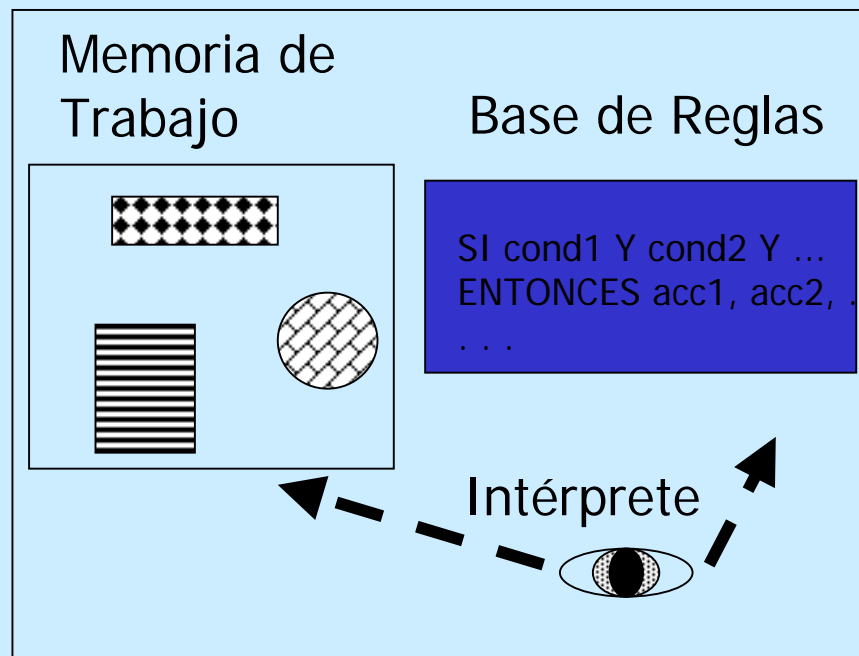 Memoria de
Trabajo
Base de Reglas
SI cond1 Y cond2 Y ...
ENTONCES acc1, acc2, .
. . .
Intérprete